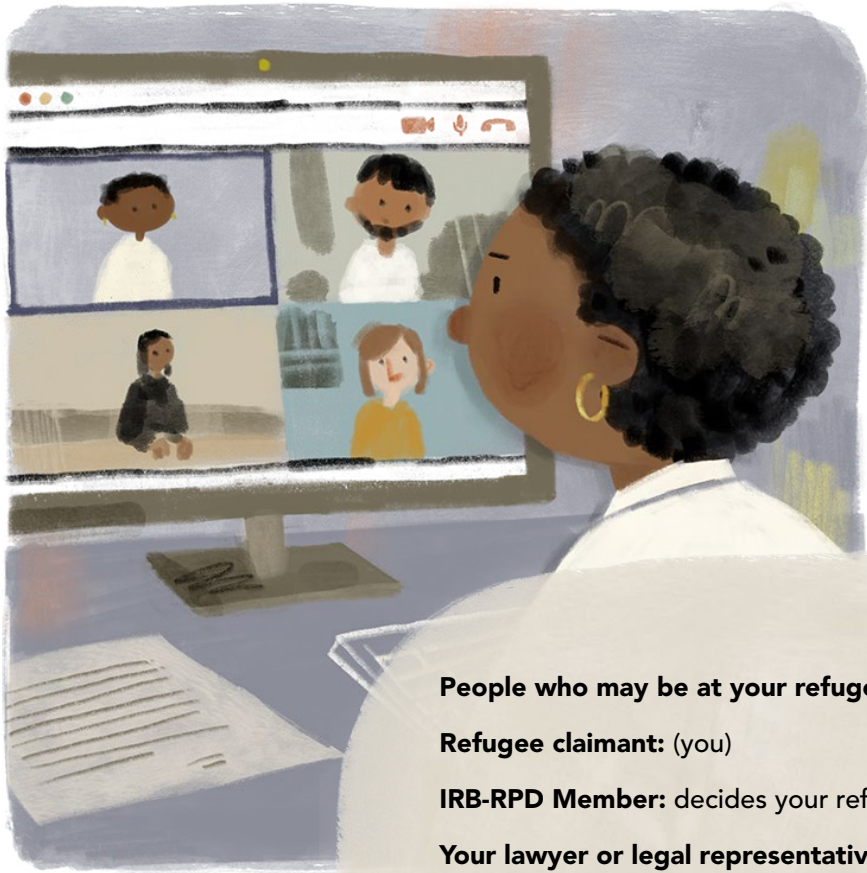 People who may be at your refuge
Refugee claimant: (you)
IRB-RPD Member: decides your ref
Your lawyer or legal representativ